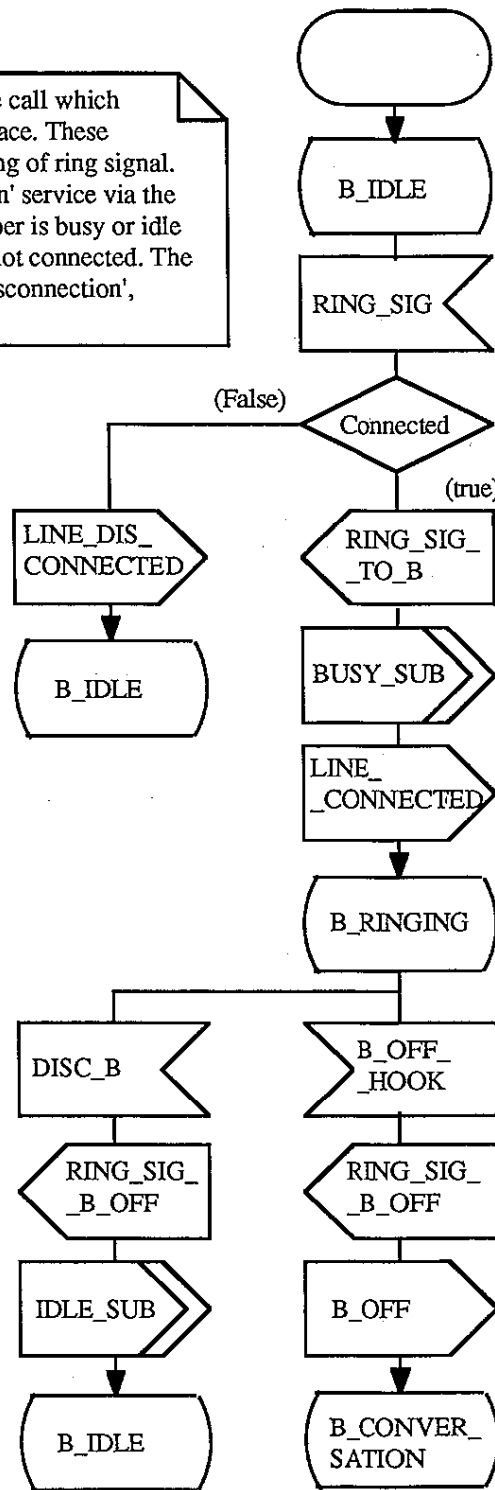 e call which
ace. These
ng of ring signal.
n' service via the
ber is busy or idle
not connected. The
sconnection',
B_IDLE
RING_SIG
(False)
Connected
(true)
LINE_DIS_
CONNECTED
RING_SIG_
_TO_B
B_IDLE
BUSY_SUB
LINE_
_CONNECTED
B_RINGING
DISC_B
B_OFF_
_HOOK
RING_SIG_
_B_OFF
RING_SIG_
_B_OFF
IDLE_SUB
B_OFF
B_IDLE
B_CONVER_
SATION